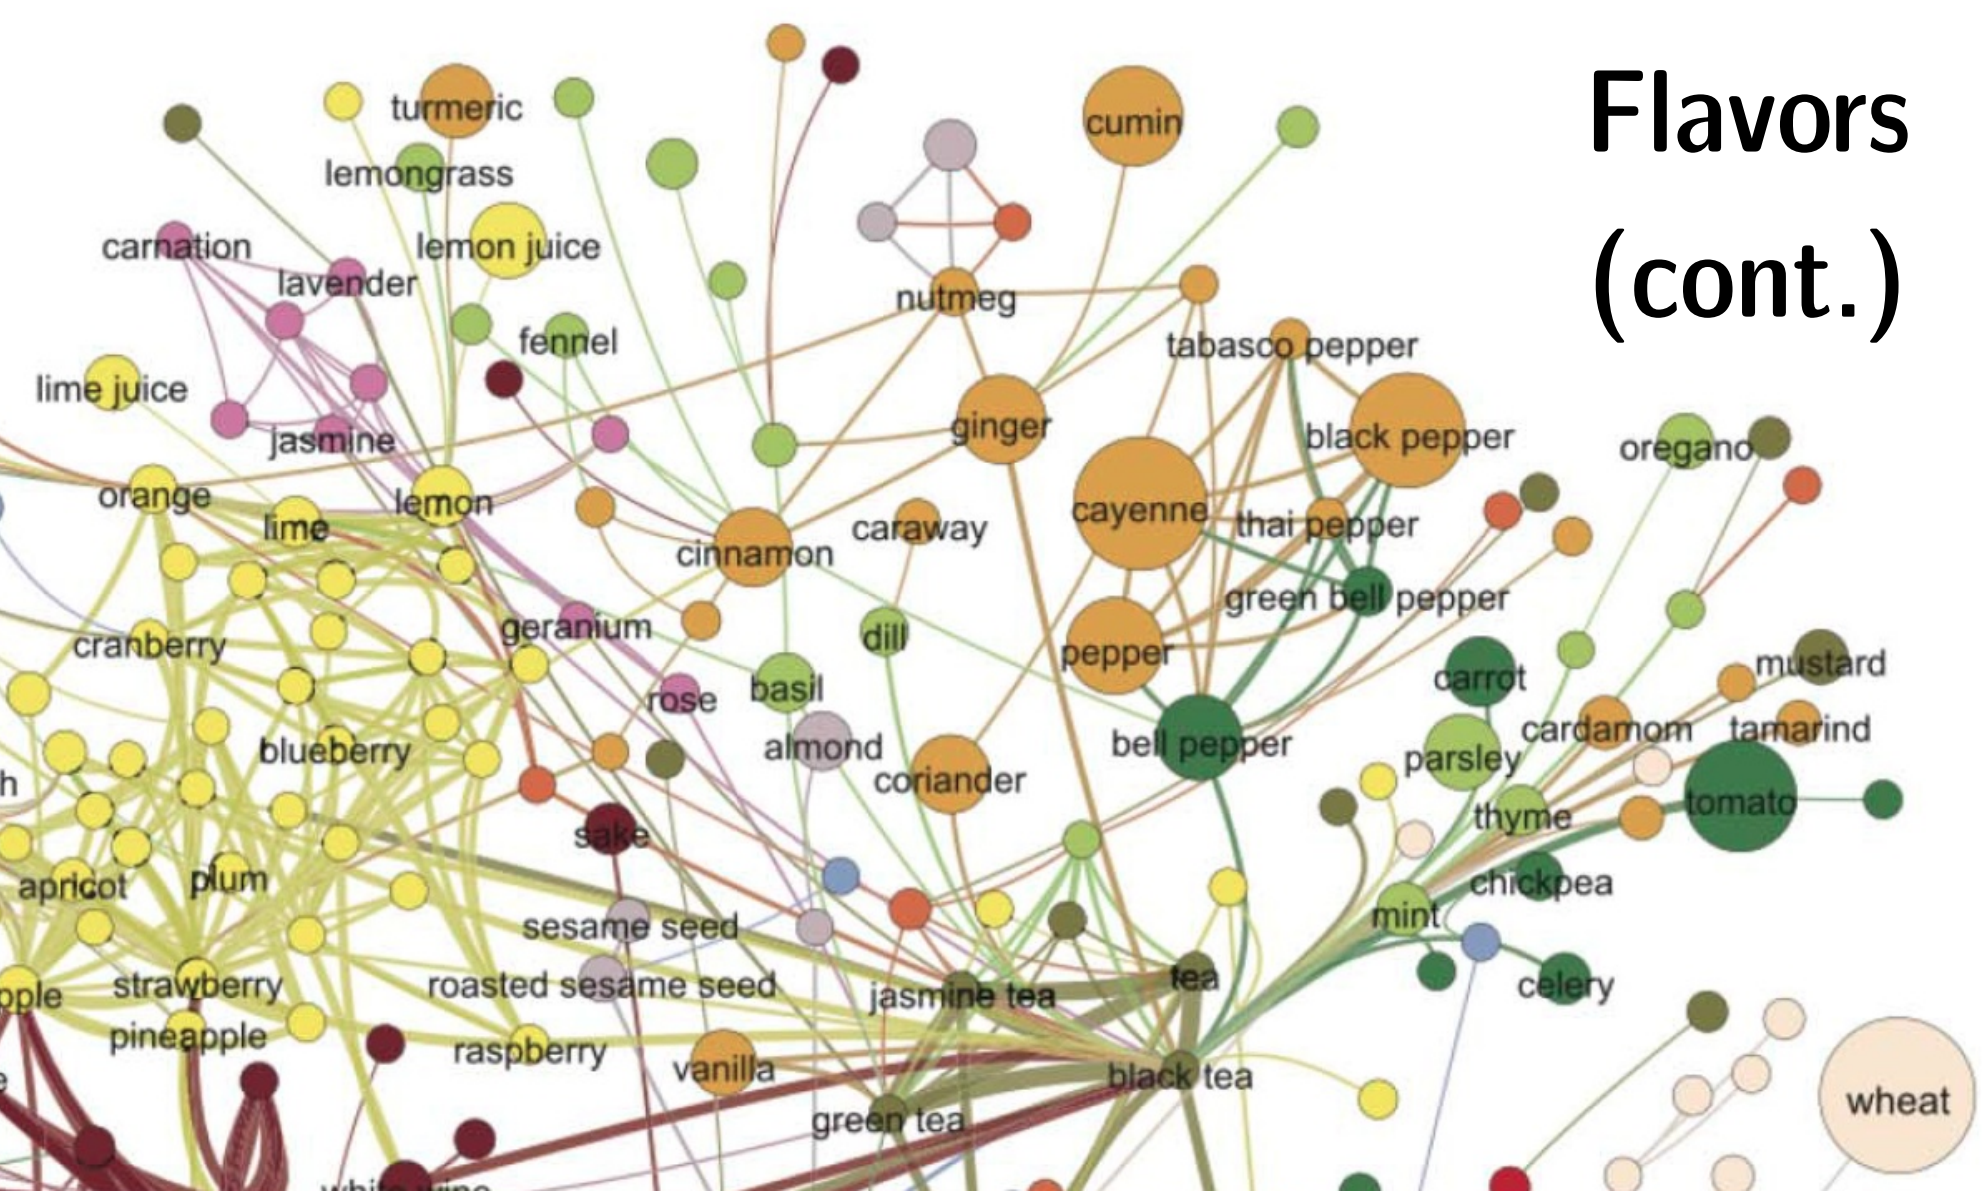 Flavors
(cont.)
turmeric
cumin
lemongrass
carnation
lemon juice
lavender
nutmeg
fennel
tabasco pepper
lime juice
ginger
black pepper
jasmine
oregano
orange
lemon
lime
cayenne
thai pepper
caraway
cinnamon
green bell pepper
geranium
dill
cranberry
pepper
mustard
carrot
rose
basil
cardamom
tamarind
blueberry
almond
bell pepper
parsley
coriander
tomato
thyme
sake
apricot
plum
chickpea
mint
sesame seed
tea
strawberry
roasted sesame seed
jasmine tea
celery
pineapple
raspberry
vanilla
black tea
wheat
green tea